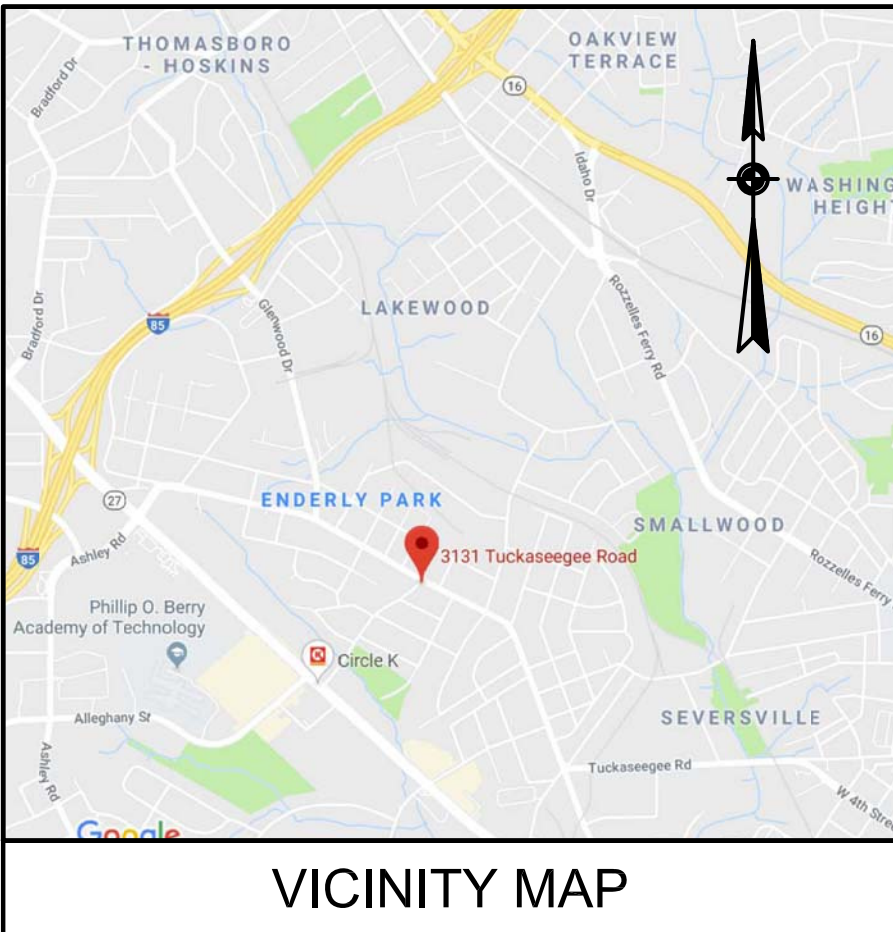 THOMASBORO
- HOSKINS
OAKVIEW
TERRACE
Bradford Dr
16
Idaho Dr
WASHING
HEIGHT
LAKEWOOD
Rozzelles Ferry Rd
Bradford Dr
85
Glenwood Dr
16
27
ENDERLY PARK
SMALLWOOD
Ashley Rd
85
3131 Tuckaseegee Road
Rozzelles Ferry
Phillip O. Berry
Academy of Technology
K
Circle K
Alleghany St
SEVERSVILLE
Ashley Rd
Tuckaseegee Rd
W 4th Stree
Google
VICINITY MAP